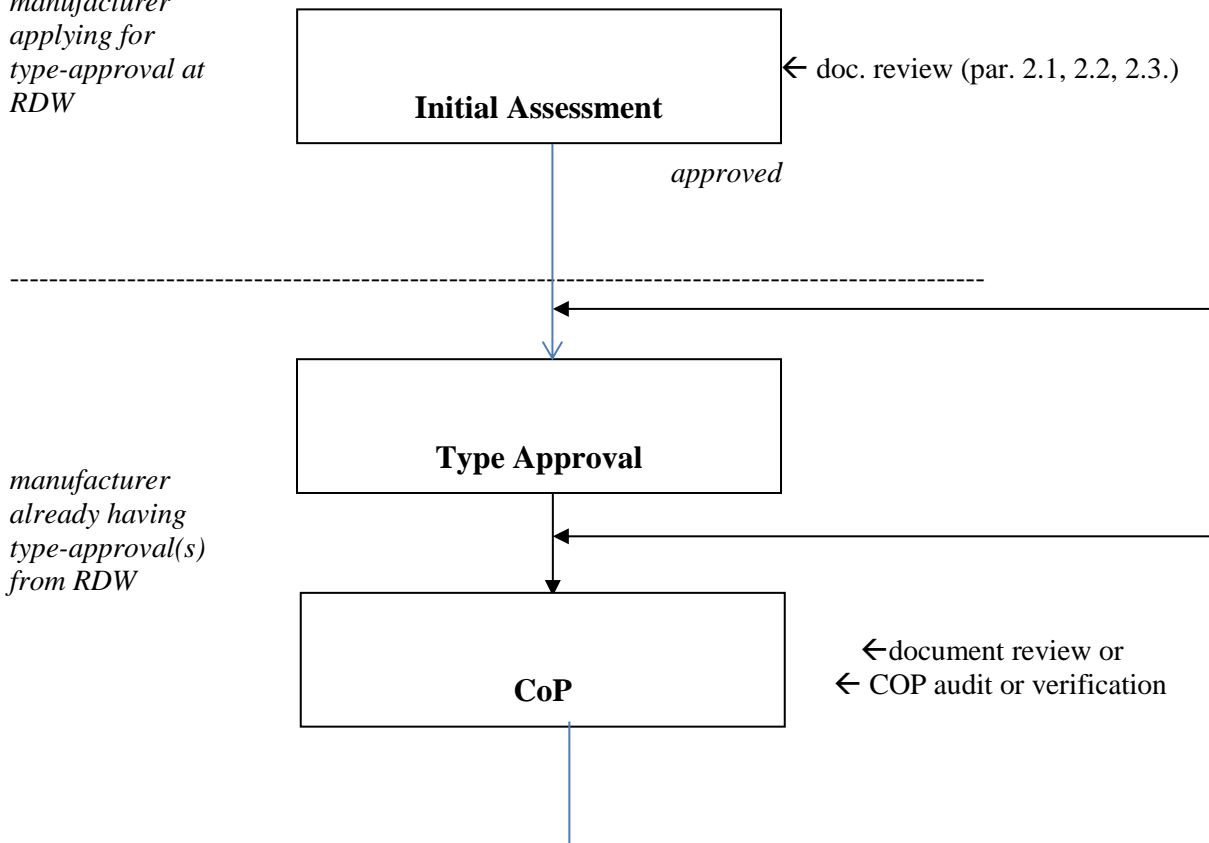 manufacturer
applying for
type-approval at
RDW
← doc. review (par. 2.1, 2.2, 2.3.)
Initial Assessment
approved
Type Approval
manufacturer
already having
type-approval(s)
from RDW
←document review or
← COP audit or verification
CoP